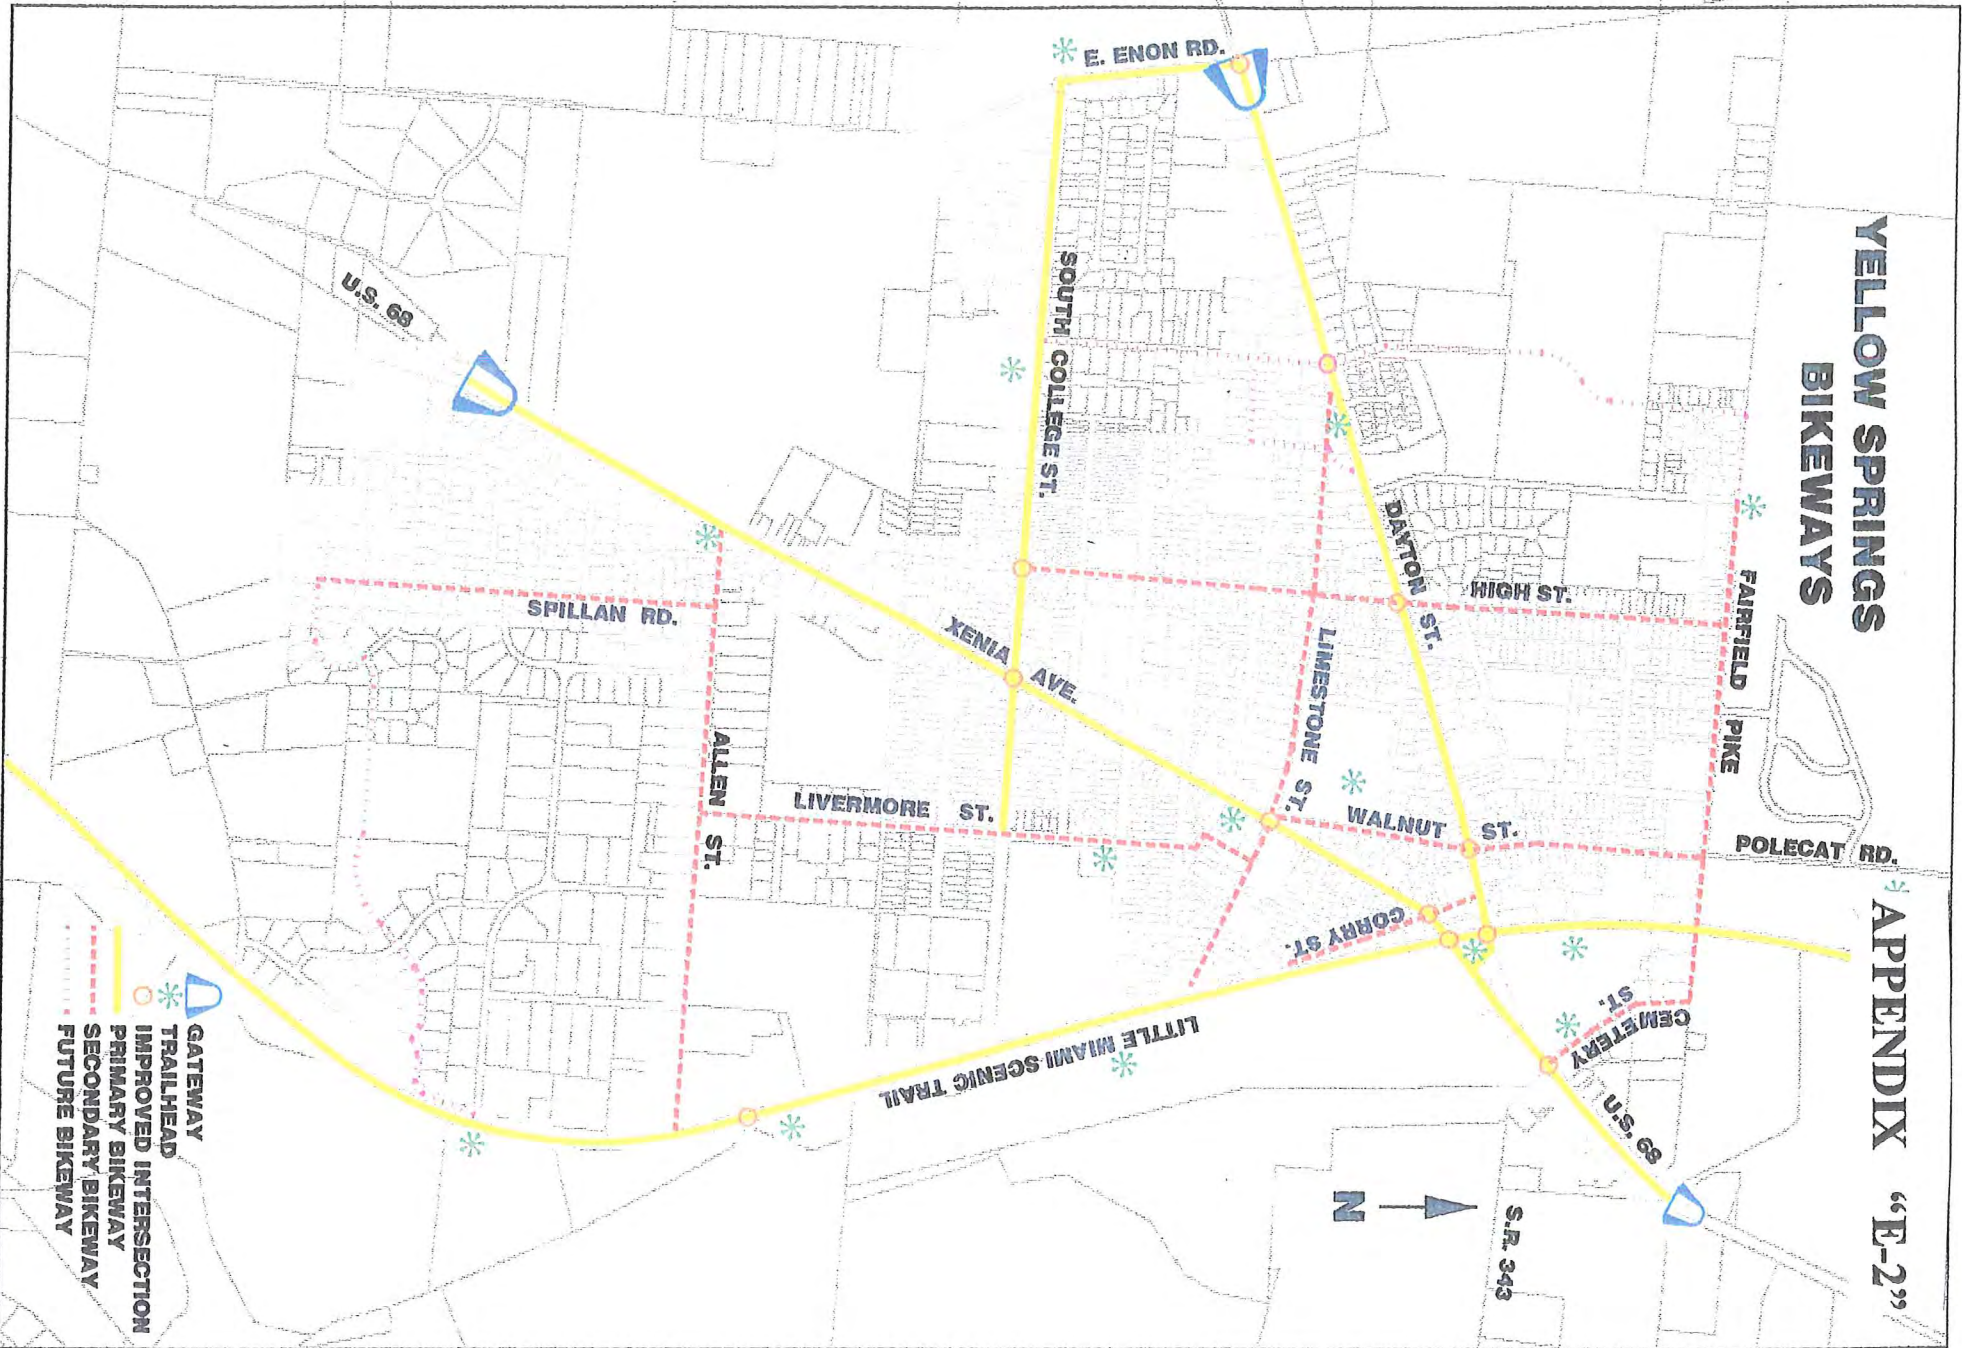 YELLOW SPRINGS
BIKEWAYS
APPENDIX "E-2"
E. ENON RD.
SOUTH COLLEGE ST.
U.S. 68
DAYTON ST.
HIGH ST.
FAIRFIELD PIKE
SPILLAN RD.
XENIA AVE.
LIMESTONE ST.
ALLEN ST.
LIVERMORE ST.
WALNUT ST.
POLECAT RD.
CORRY ST.
CEMETERY ST.
LITTLE MIAMI SCENIC TRAIL
U.S. 68
S.R. 343
N
GATEWAY
TRAILHEAD
IMPROVED INTERSECTION
PRIMARY BIKEWAY
SECONDARY BIKEWAY
FUTURE BIKEWAY